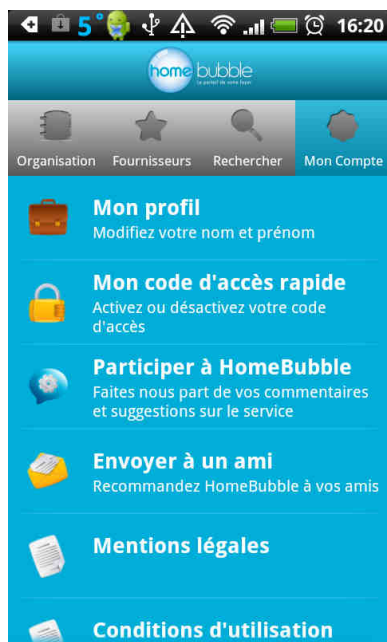 5°
16:20
home bubble
Organisation
Fournisseurs
Rechercher
Mon Compte
Mon profil
Modifiez votre nom et prénom
Mon code d'accès rapide
Activez ou désactivez votre code
d'accès
Participer à HomeBubble
Faites nous part de vos commentaires
et suggestions sur le service
Envoyer à un ami
Recommandez HomeBubble à vos amis
Mentions légales
Conditions d'utilisation